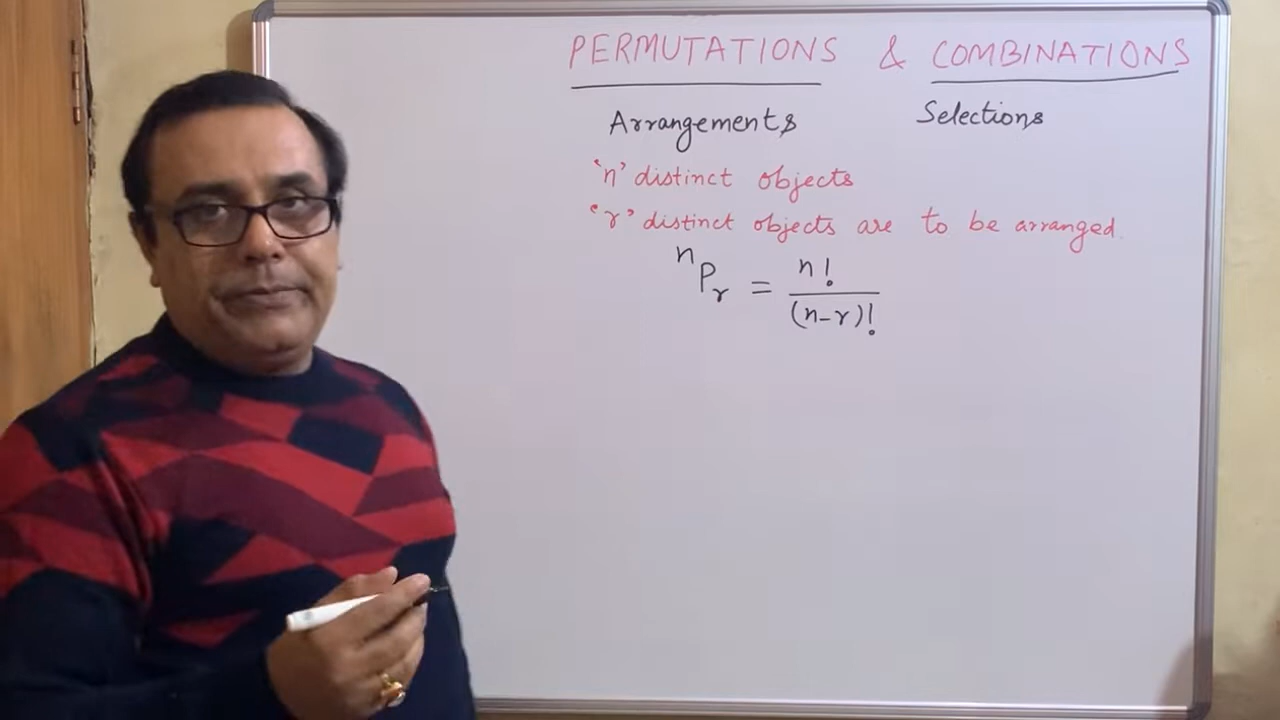 PERMUTATIONS & COMBINATIONS
Arrangements Selections
'n' distinct objects
'r' distinct objects are to be arranged.
nPr = n! / (n-r)!